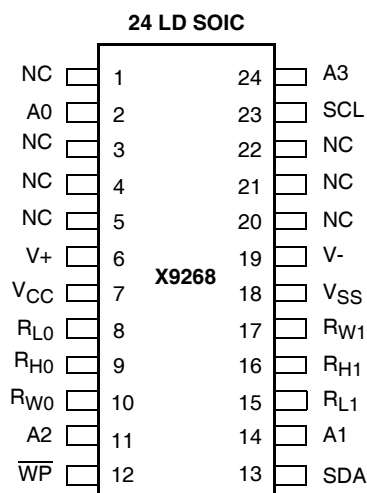 24 LD SOIC
NC 1 24 A3
A0 2 23 SCL
NC 3 22 NC
NC 4 21 NC
NC 5 20 NC
V+ 6 19 V-
X9268
VCC 7 18 VSS
RL0 8 17 RW1
RH0 9 16 RH1
RW0 10 15 RL1
A2 11 14 A1
W̅P̅ 12 13 SDA